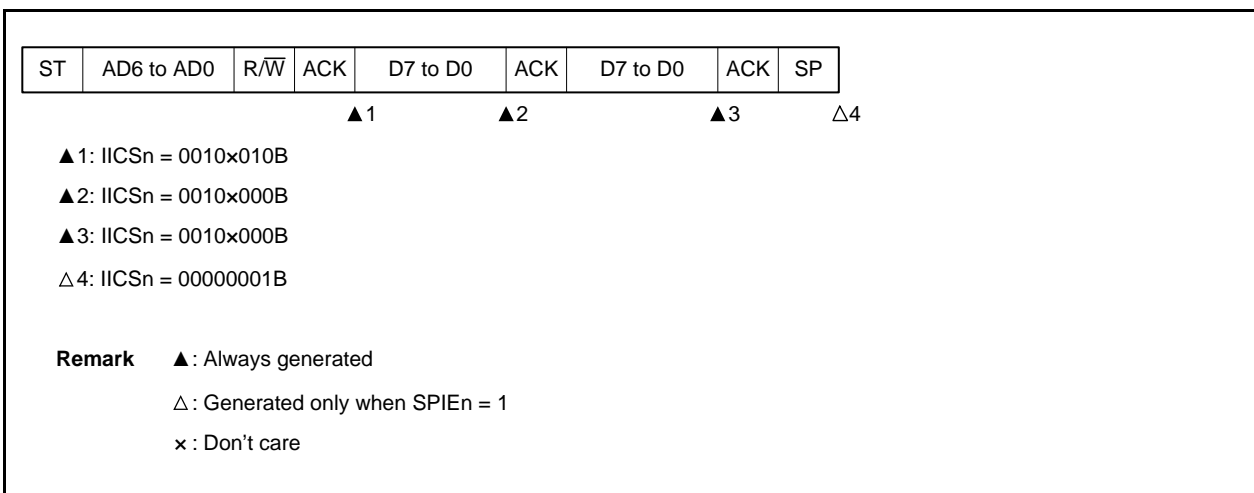 ST AD6 to AD0 R/W̅ ACK D7 to D0 ACK D7 to D0 ACK SP
▲1 ▲2 ▲3 △4
▲1: IICSn = 0010×010B
▲2: IICSn = 0010×000B
▲3: IICSn = 0010×000B
△4: IICSn = 00000001B
Remark ▲: Always generated
△: Generated only when SPIEn = 1
×: Don't care